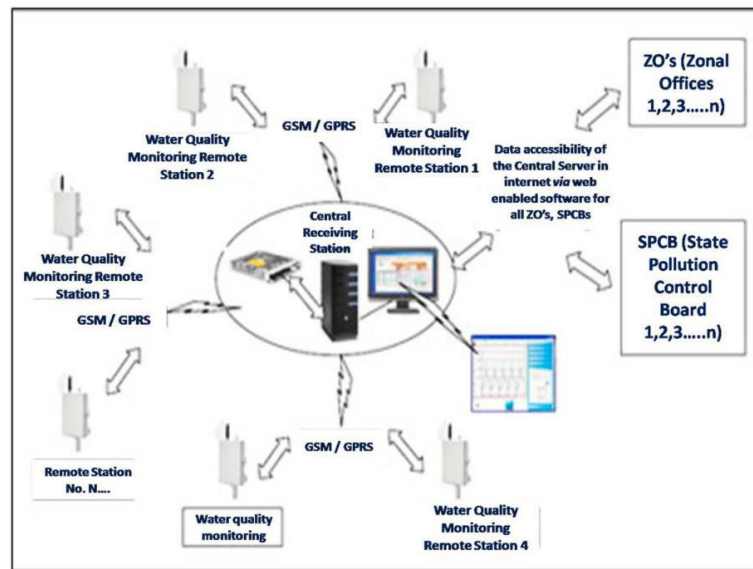 ZO's (Zonal
Offices
1,2,3.....n)
GSM / GPRS
Water Quality
Monitoring Remote
Station 2
Water Quality
Monitoring
Remote Station 1
Data accessibility of
the Central Server in
internet via web
enabled software for
all ZO's, SPCBs
Central
Receiving
Station
Water Quality
Monitoring Remote
Station 3
SPCB (State
Pollution
Control
Board
1,2,3.....n)
GSM / GPRS
GSM / GPRS
Remote Station
No. N....
Water quality
monitoring
Water Quality
Monitoring
Remote Station 4